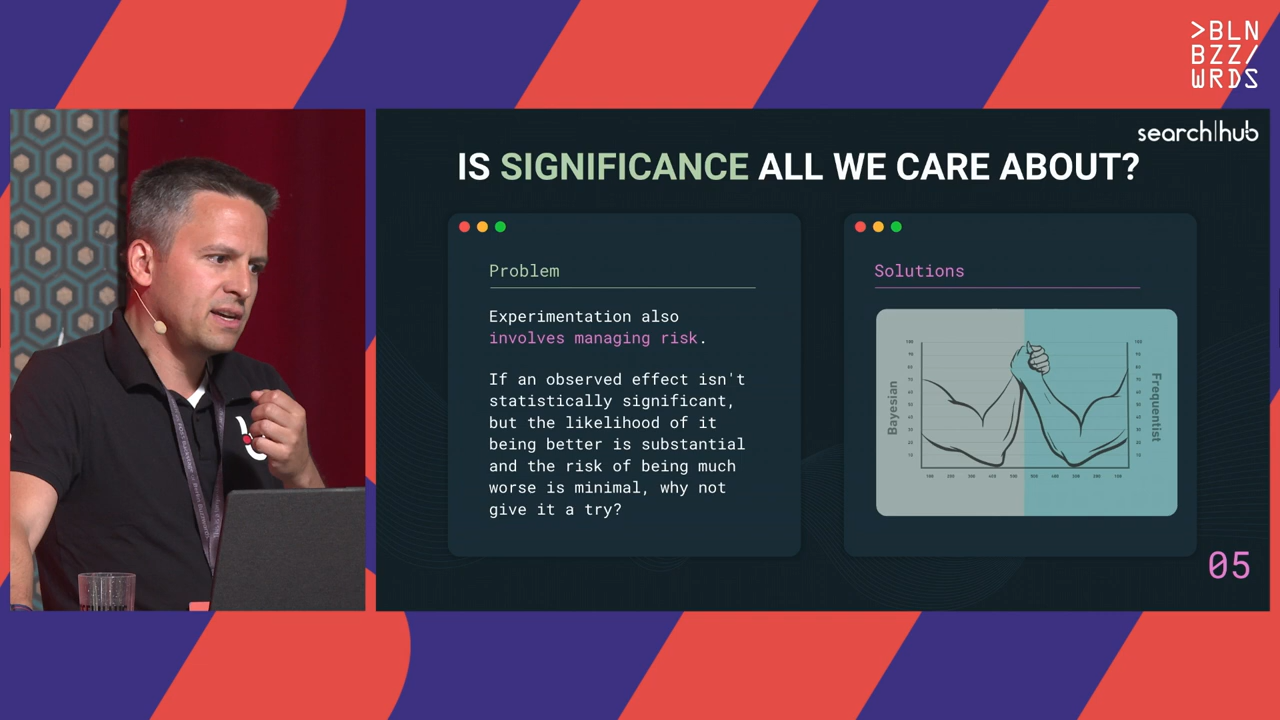 >BLN
BZZ/
WRDS
search|hub
IS SIGNIFICANCE ALL WE CARE ABOUT?
Problem
Experimentation also
involves managing risk.
If an observed effect isn't
statistically significant,
but the likelihood of it
being better is substantial
and the risk of being much
worse is minimal, why not
give it a try?
Solutions
Bayesian
Frequentist
05